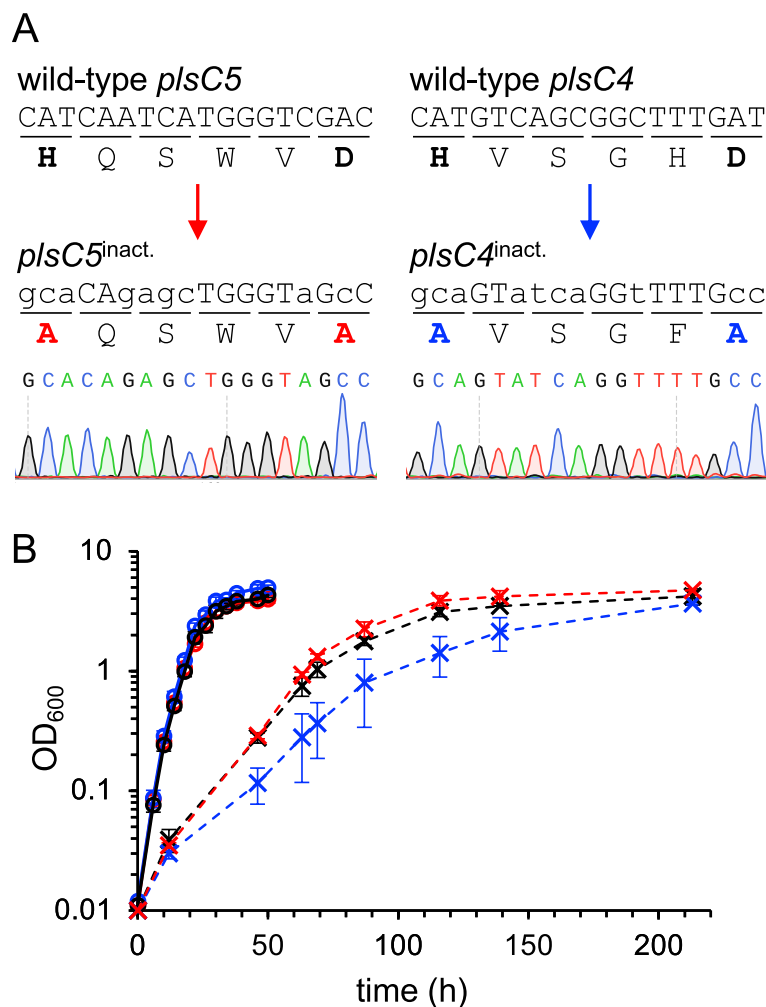 A
wild-type plsC5
CATCAATCATGGGTCGAC
H Q S W V D
plsC5inact.
gcaCAgagcTGGGTaGcC
A Q S W V A
GCACAGAGCTGGGTAGCC
wild-type plsC4
CATGTCAGCGGCTTTGAT
H V S G H D
plsC4inact.
gcaGTatcaGGtTTTGcc
A V S G F A
GCAGTATCAGGTTTTGCC
B
OD600
10
1
0.1
0.01
0 50 100 150 200
time (h)